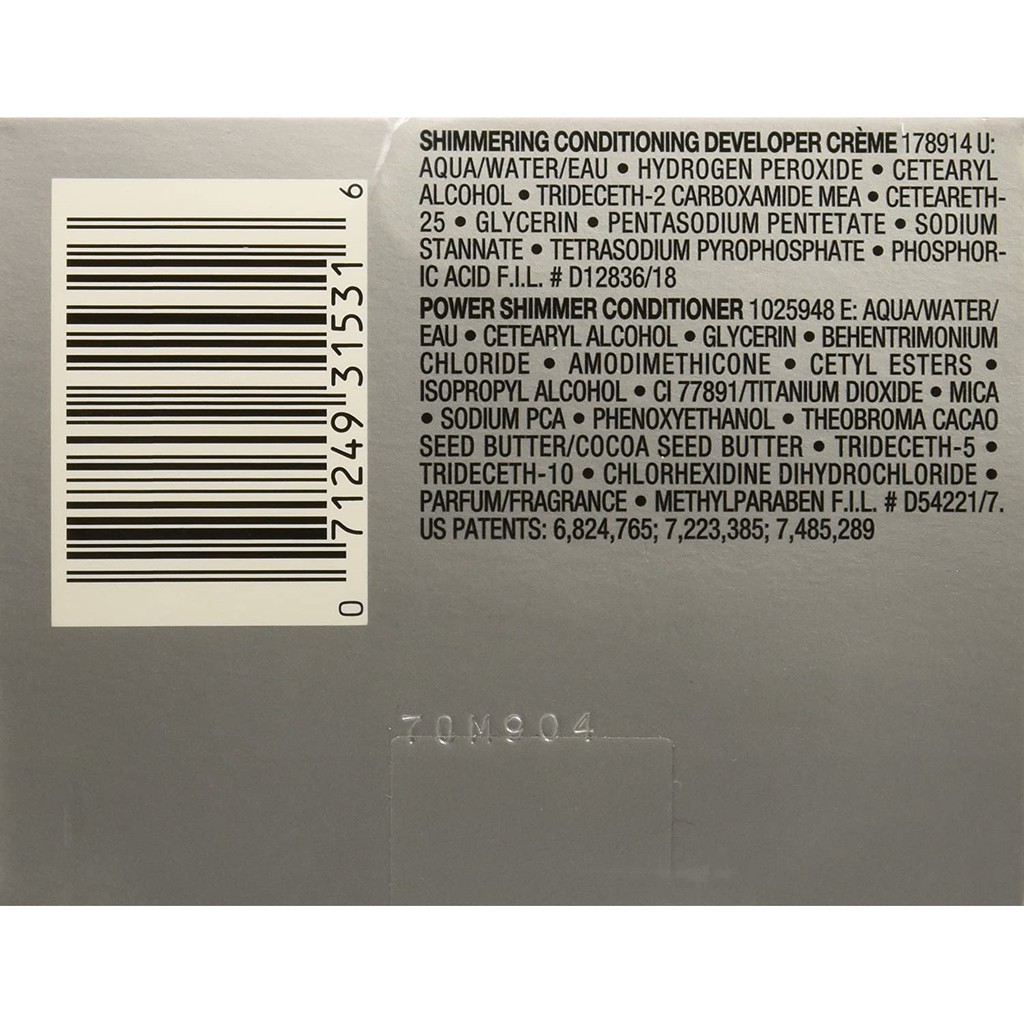 SHIMMERING CONDITIONING DEVELOPER CRÈME 178914 U:
AQUA/WATER/EAU • HYDROGEN PEROXIDE • CETEARYL
ALCOHOL • TRIDECETH-2 CARBOXAMIDE MEA • CETEARETH-
25 • GLYCERIN • PENTASODIUM PENTETATE • SODIUM
STANNATE • TETRASODIUM PYROPHOSPHATE • PHOSPHOR-
IC ACID F.I.L. # D12836/18
POWER SHIMMER CONDITIONER 1025948 E: AQUA/WATER/
EAU • CETEARYL ALCOHOL • GLYCERIN • BEHENTRIMONIUM
CHLORIDE • AMODIMETHICONE • CETYL ESTERS •
ISOPROPYL ALCOHOL • CI 77891/TITANIUM DIOXIDE • MICA
• SODIUM PCA • PHENOXYETHANOL • THEOBROMA CACAO
SEED BUTTER/COCOA SEED BUTTER • TRIDECETH-5 •
TRIDECETH-10 • CHLORHEXIDINE DIHYDROCHLORIDE •
PARFUM/FRAGRANCE • METHYLPARABEN F.I.L. # D54221/7.
US PATENTS: 6,824,765; 7,223,385; 7,485,289
0 71249 31531 6
70M904